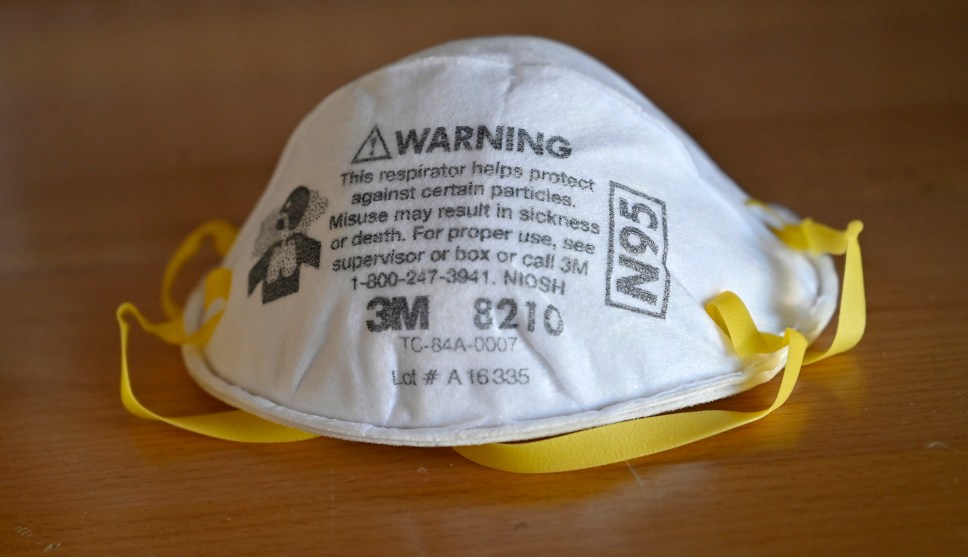 WARNING
This respirator helps protect
against certain particles.
Misuse may result in sickness
or death. For proper use, see
supervisor or box or call 3M
1-800-247-3941. NIOSH
3M 8210
TC-84A-0007
Lot # A16335
N95